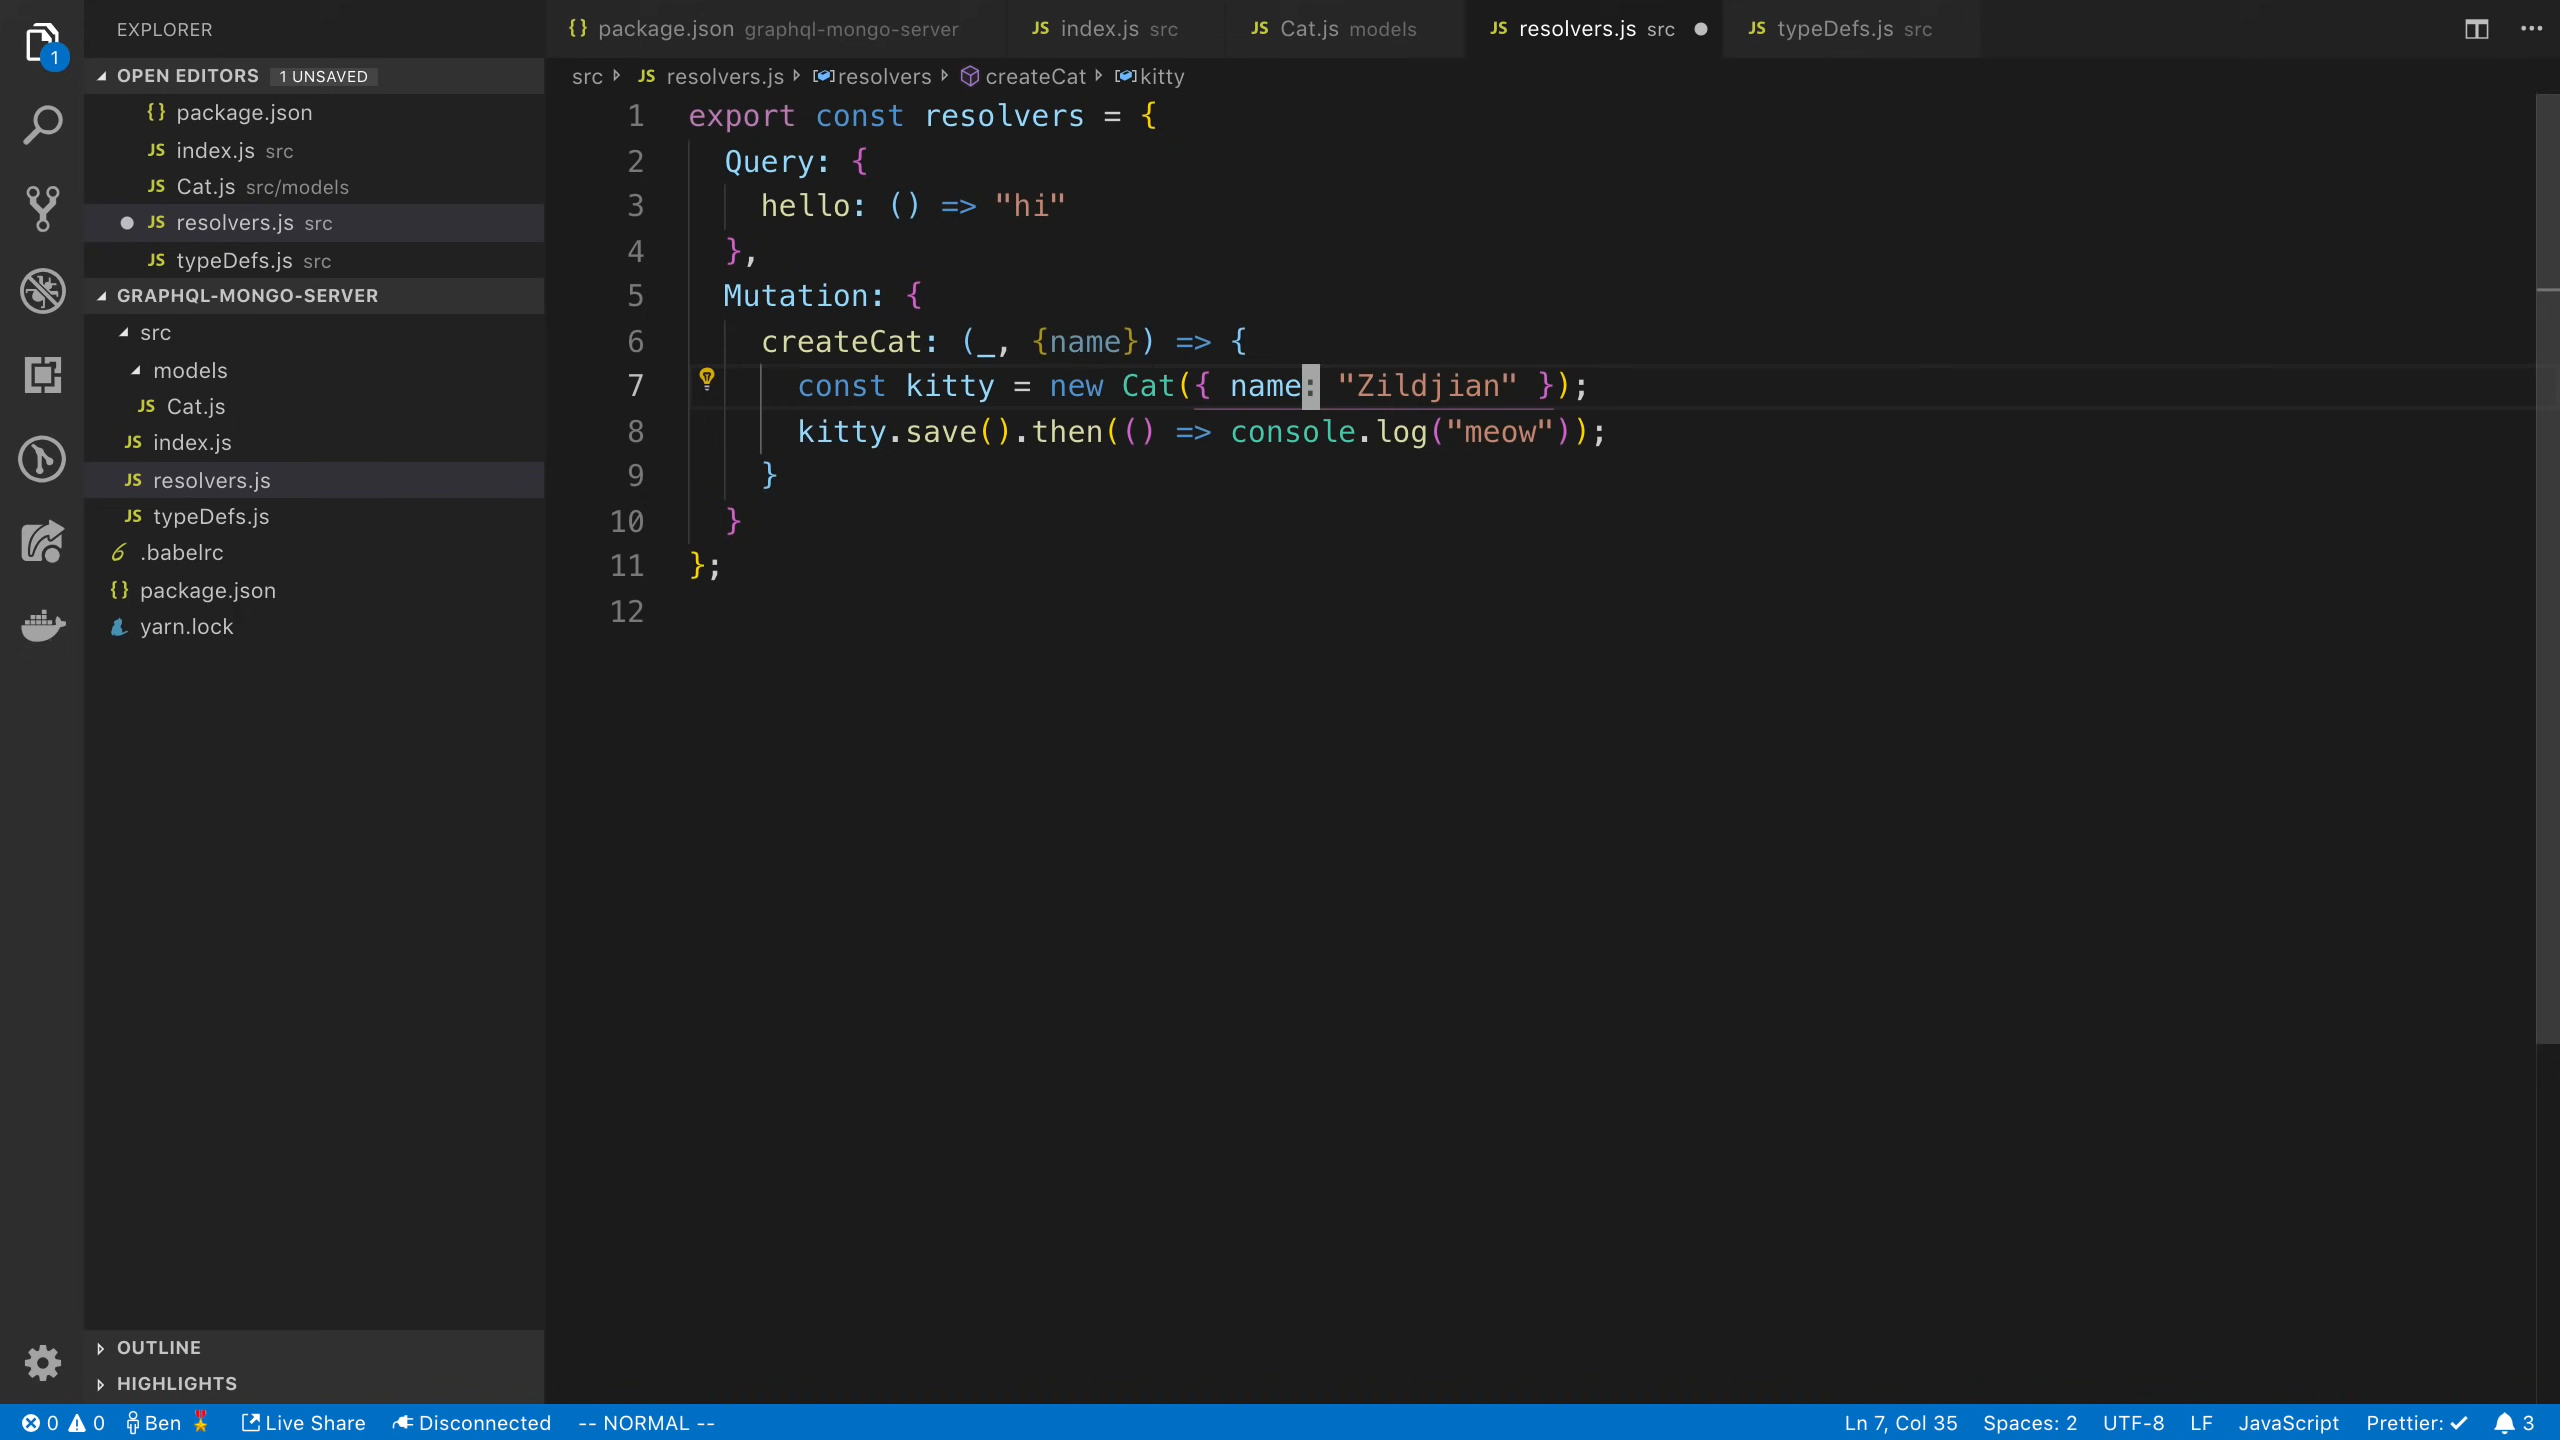 EXPLORER
1
OPEN EDITORS 1 UNSAVED
{} package.json
JS index.js src
JS Cat.js src/models
JS resolvers.js src
JS typeDefs.js src
GRAPHQL-MONGO-SERVER
src
models
JS Cat.js
JS index.js
JS resolvers.js
JS typeDefs.js
.babelrc
{} package.json
yarn.lock
OUTLINE
HIGHLIGHTS
{} package.json graphql-mongo-server JS index.js src JS Cat.js models JS resolvers.js src JS typeDefs.js src
src JS resolvers.js resolvers createCat kitty
1 export const resolvers = {
2 Query: {
3 hello: () => "hi"
4 },
5 Mutation: {
6 createCat: (_, {name}) => {
7 const kitty = new Cat({ name: "Zildjian" });
8 kitty.save().then(() => console.log("meow"));
9 }
10 }
11 };
12
0 0 Ben Live Share Disconnected -- NORMAL -- Ln 7, Col 35 Spaces: 2 UTF-8 LF JavaScript Prettier: ✓ 3